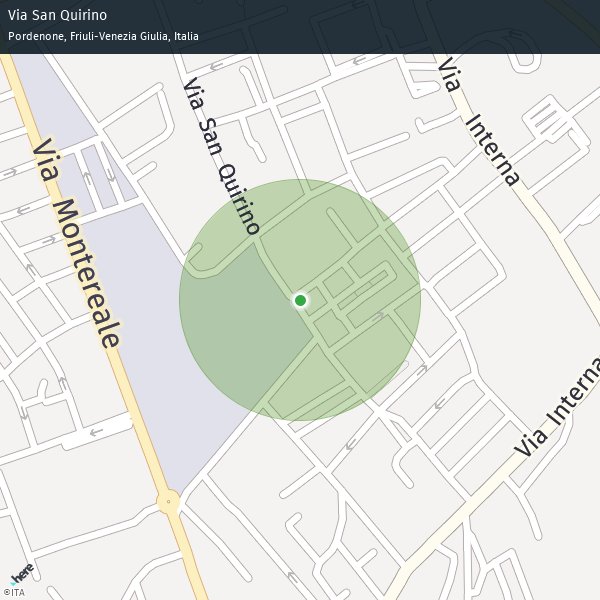 Via San Quirino
Pordenone, Friuli-Venezia Giulia, Italia
Via Interna
Via San Quirino
Via Montereale
Via Interna
here
©ITA